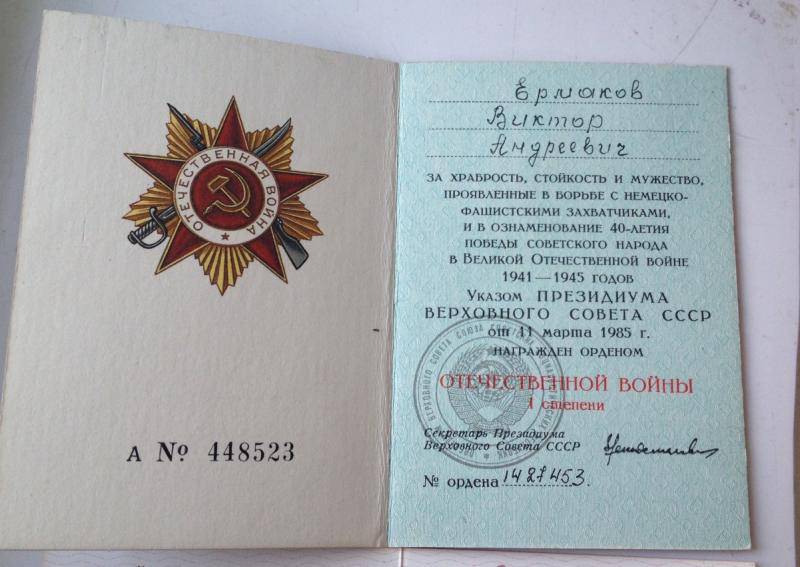 ОТЕЧЕСТВЕННАЯ ВОЙНА
А № 448523
Ермаков
Виктор
Андреевич
ЗА ХРАБРОСТЬ, СТОЙКОСТЬ И МУЖЕСТВО,
ПРОЯВЛЕННЫЕ В БОРЬБЕ С НЕМЕЦКО-
ФАШИСТСКИМИ ЗАХВАТЧИКАМИ,
И В ОЗНАМЕНОВАНИЕ 40-ЛЕТИЯ
ПОБЕДЫ СОВЕТСКОГО НАРОДА
В ВЕЛИКОЙ ОТЕЧЕСТВЕННОЙ ВОЙНЕ
1941—1945 ГОДОВ
УКАЗОМ ПРЕЗИДИУМА
ВЕРХОВНОГО СОВЕТА СССР
от 11 марта 1985 г.
НАГРАЖДЕН ОРДЕНОМ
ОТЕЧЕСТВЕННОЙ ВОЙНЫ
I степени
Секретарь Президиума
Верховного Совета СССР
№ ордена 1427453.